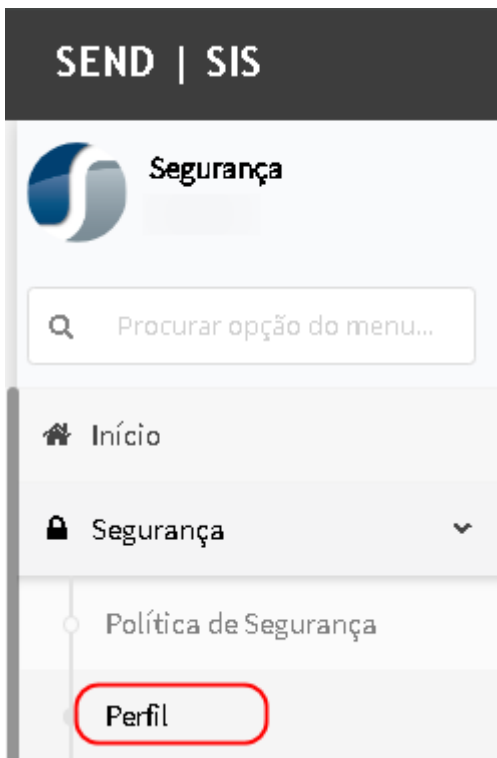 SEND | SIS
Segurança
Procurar opção do menu...
Início
Segurança
Política de Segurança
Perfil